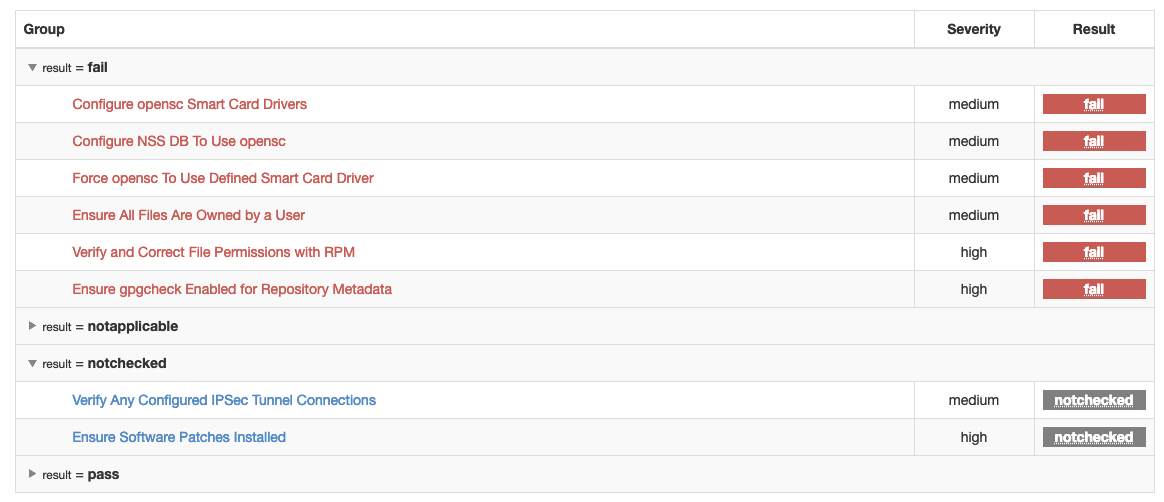 Group Severity Result
result = fail
Configure opensc Smart Card Drivers medium fail
Configure NSS DB To Use opensc medium fail
Force opensc To Use Defined Smart Card Driver medium fail
Ensure All Files Are Owned by a User medium fail
Verify and Correct File Permissions with RPM high fail
Ensure gpgcheck Enabled for Repository Metadata high fail
result = notapplicable
result = notchecked
Verify Any Configured IPSec Tunnel Connections medium notchecked
Ensure Software Patches Installed high notchecked
result = pass